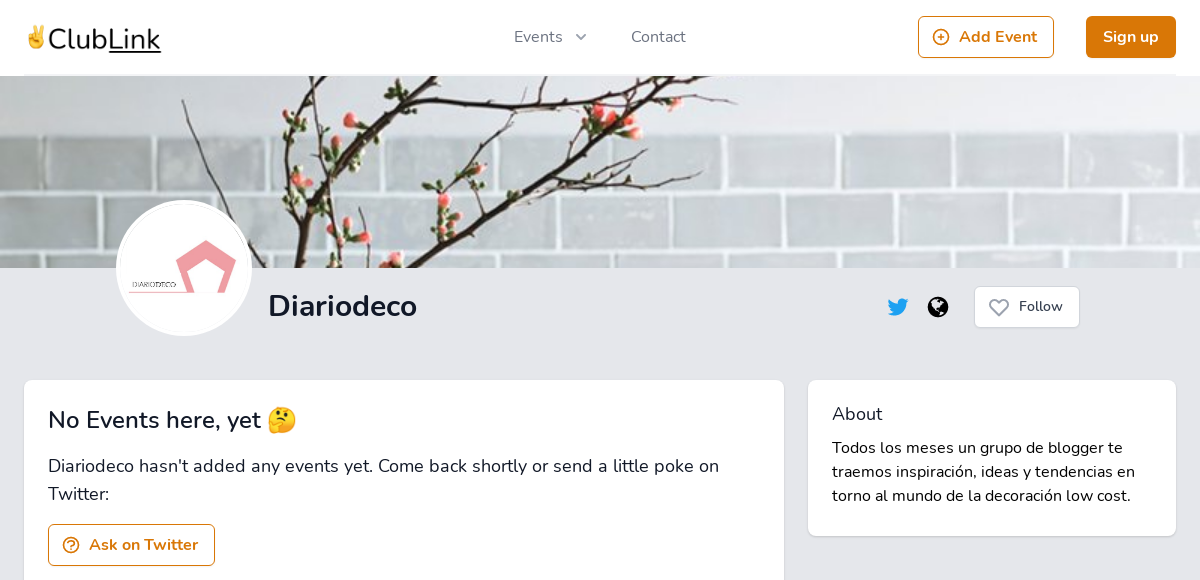 ✌️ClubLink
Events
Contact
Add Event
Sign up
DIARIODECO
Diariodeco
Follow
No Events here, yet 🤔
Diariodeco hasn't added any events yet. Come back shortly or send a little poke on
Twitter:
Ask on Twitter
About
Todos los meses un grupo de blogger te
traemos inspiración, ideas y tendencias en
torno al mundo de la decoración low cost.